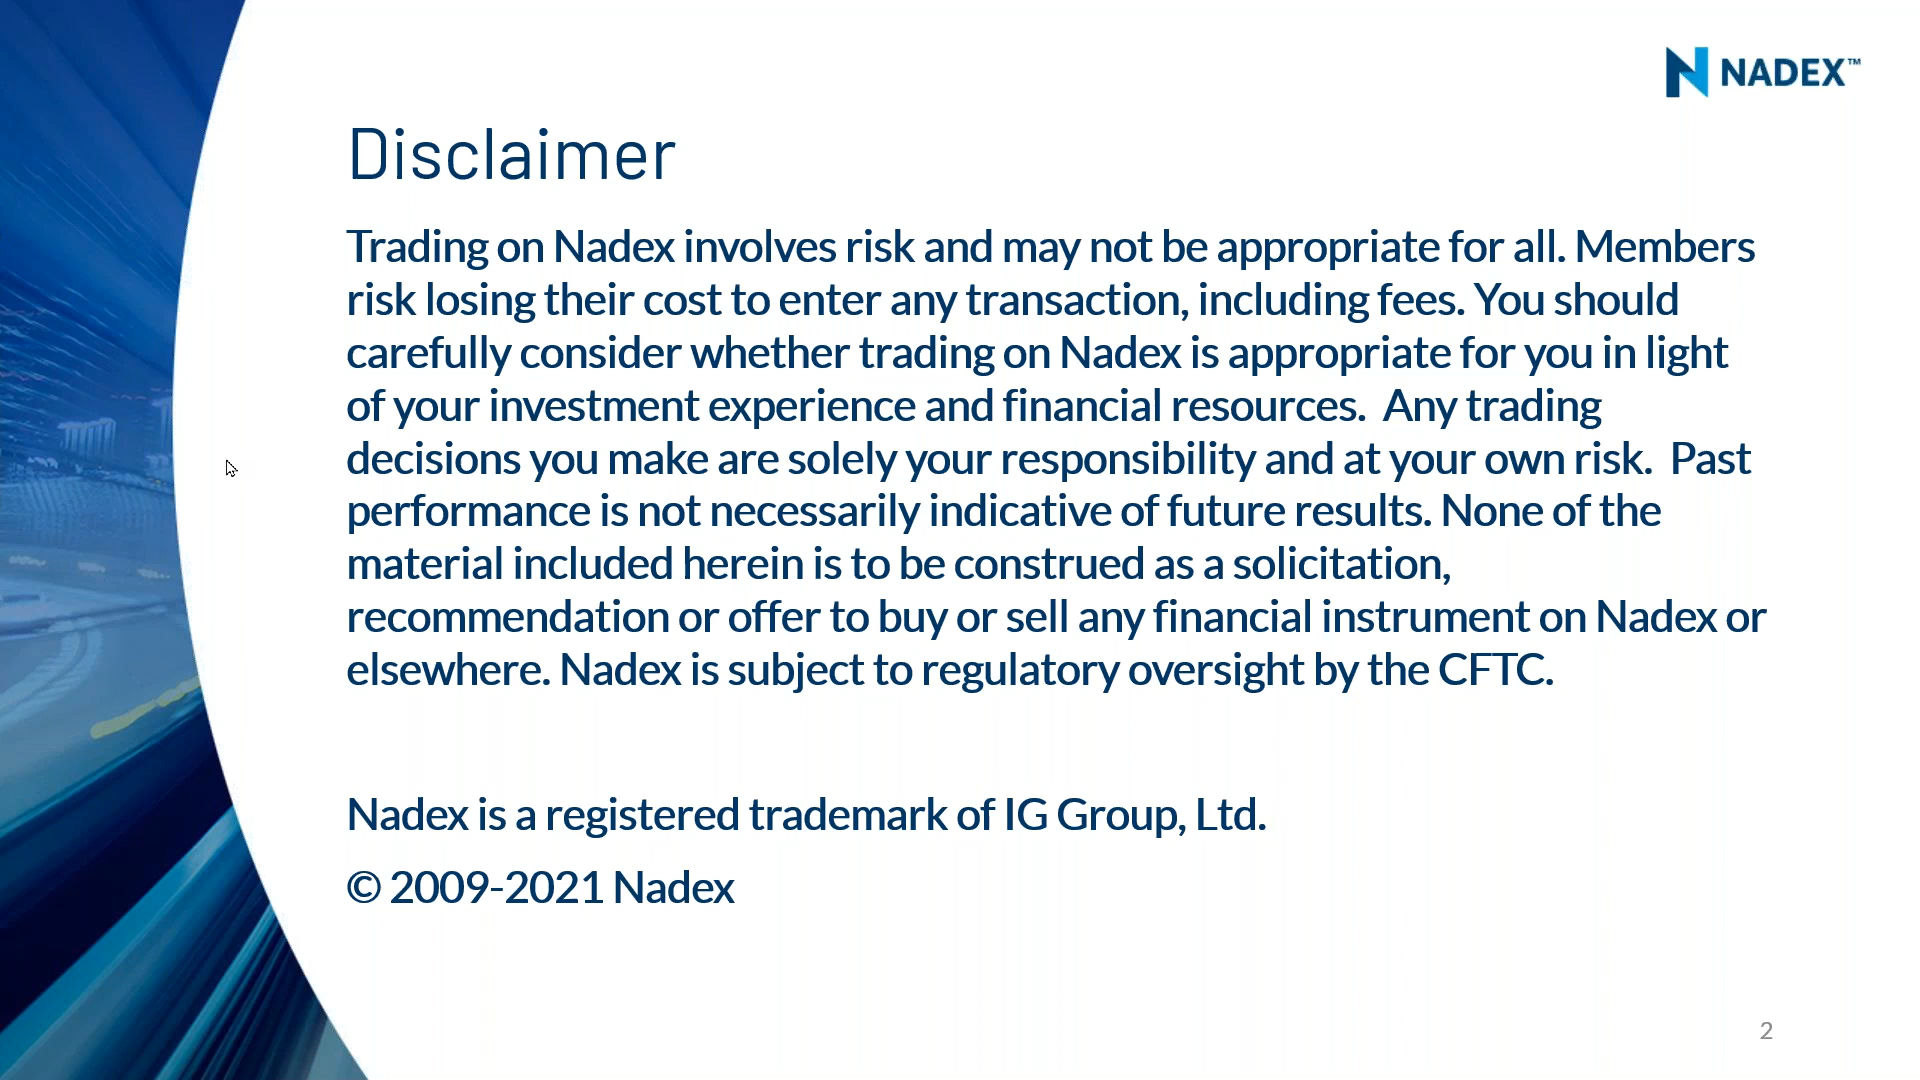 NADEX™
Disclaimer
Trading on Nadex involves risk and may not be appropriate for all. Members
risk losing their cost to enter any transaction, including fees. You should
carefully consider whether trading on Nadex is appropriate for you in light
of your investment experience and financial resources.  Any trading
decisions you make are solely your responsibility and at your own risk.  Past
performance is not necessarily indicative of future results. None of the
material included herein is to be construed as a solicitation,
recommendation or offer to buy or sell any financial instrument on Nadex or
elsewhere. Nadex is subject to regulatory oversight by the CFTC.
Nadex is a registered trademark of IG Group, Ltd.
© 2009-2021 Nadex
2